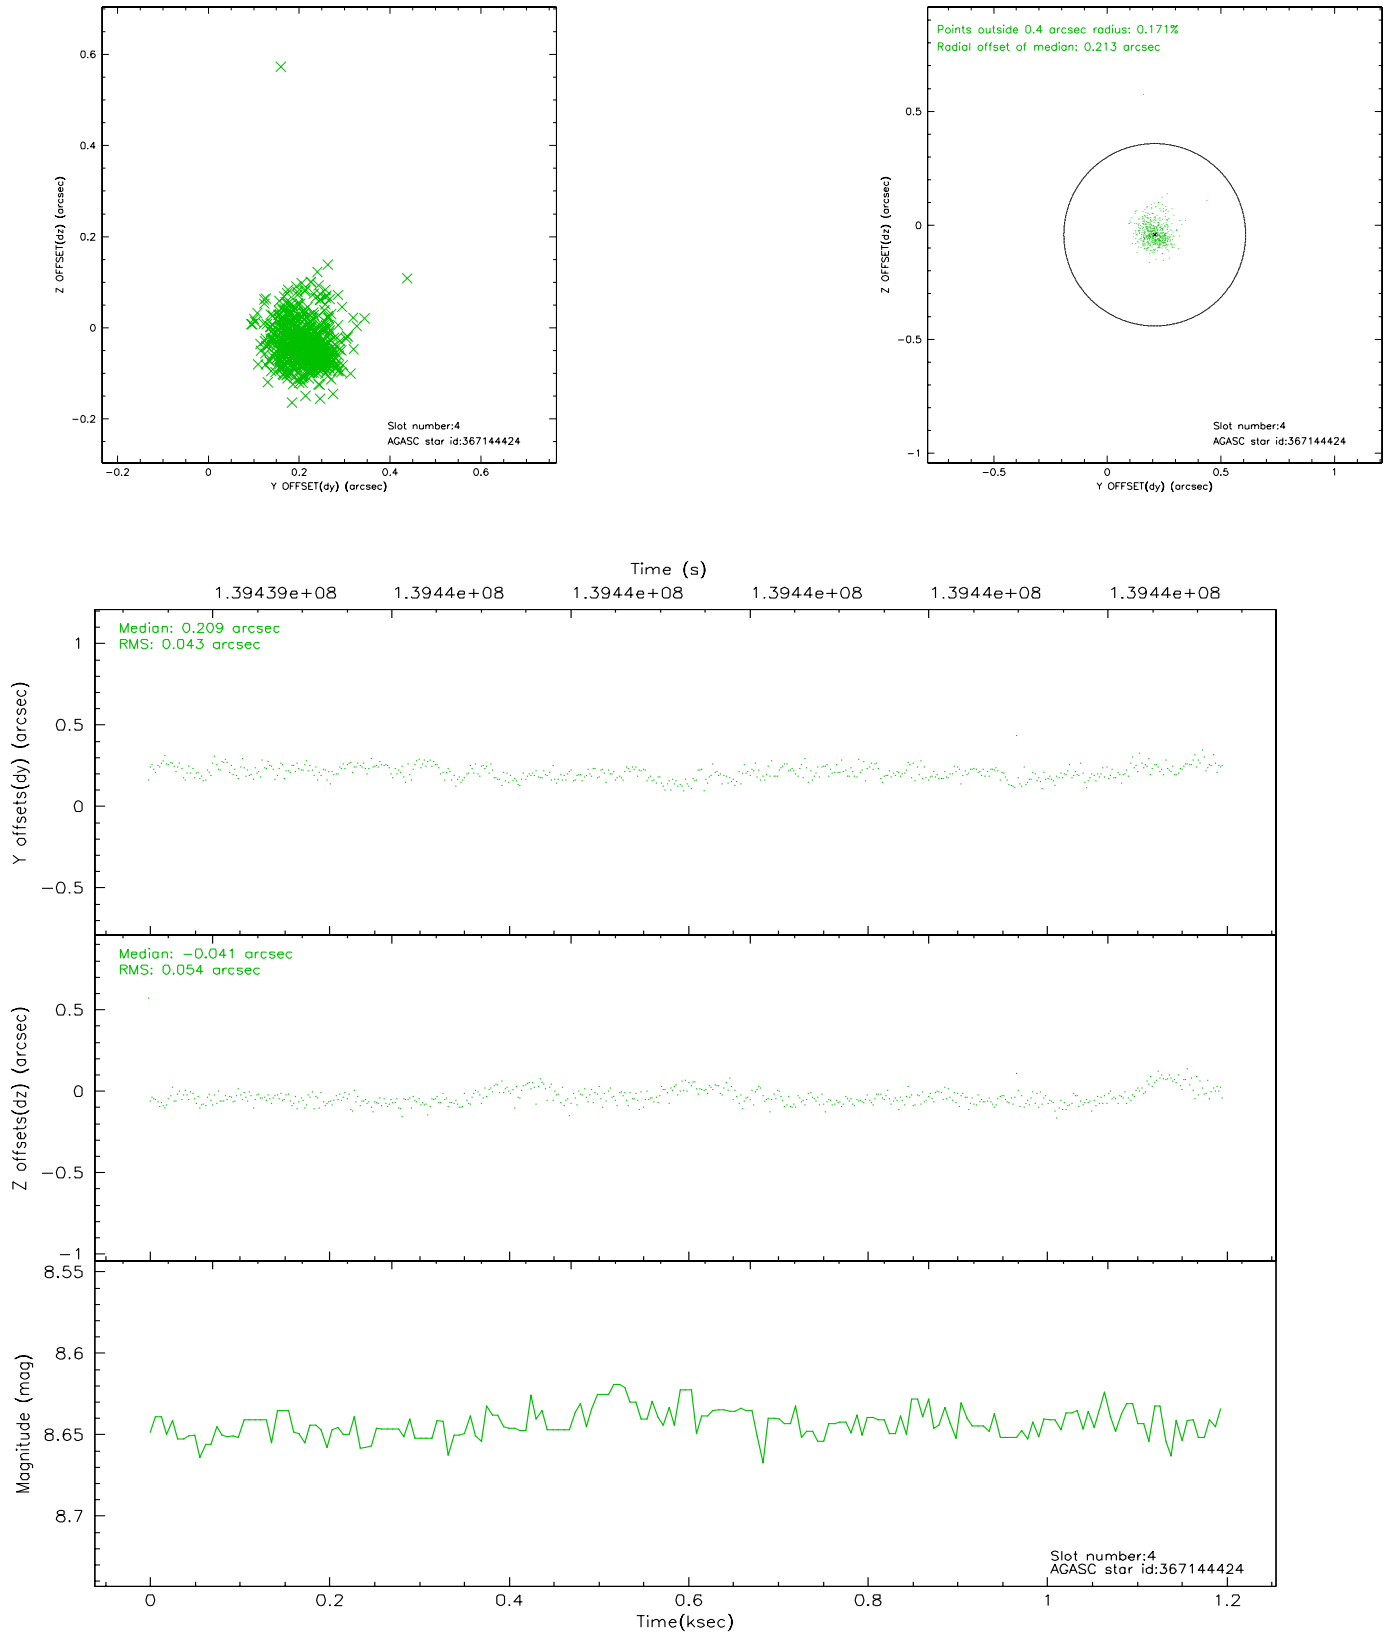 0.6
0.4
0.2
0
−0.2
Z OFFSET(dz) (arcsec)
Slot number:4
AGASC star id:367144424
−0.2 0 0.2 0.4 0.6
Y OFFSET(dy) (arcsec)
Points outside 0.4 arcsec radius: 0.171%
Radial offset of median: 0.213 arcsec
0.5
0
−0.5
−1
Z OFFSET(dz) (arcsec)
Slot number:4
AGASC star id:367144424
−0.5 0 0.5 1
Y OFFSET(dy) (arcsec)
Time (s)
1.39439e+08 1.3944e+08 1.3944e+08 1.3944e+08 1.3944e+08 1.3944e+08
Median: 0.209 arcsec
RMS: 0.043 arcsec
1
0.5
0
−0.5
Y offsets(dy) (arcsec)
Median: −0.041 arcsec
RMS: 0.054 arcsec
0.5
0
−0.5
−1
Z offsets(dz) (arcsec)
8.55
8.6
8.65
8.7
Magnitude (mag)
Slot number:4
AGASC star id:367144424
0 0.2 0.4 0.6 0.8 1 1.2
Time(ksec)